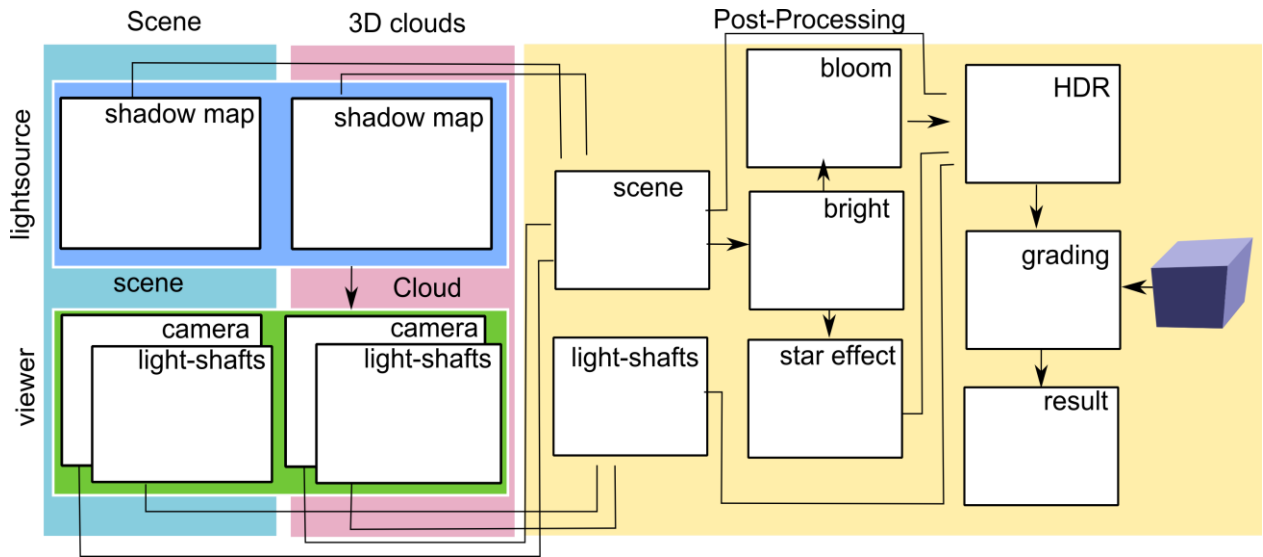 Scene
3D clouds
Post-Processing
lightsource
shadow map
shadow map
scene
bloom
bright
HDR
grading
scene
Cloud
viewer
camera
light-shafts
camera
light-shafts
light-shafts
star effect
result